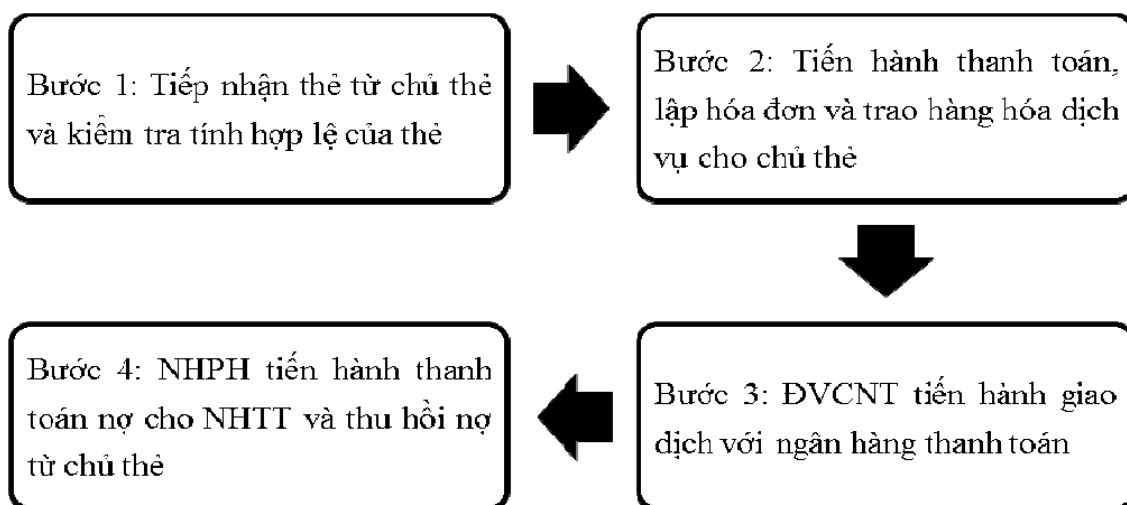 Bước 1: Tiếp nhận thẻ từ chủ thẻ
và kiểm tra tính hợp lệ của thẻ
Bước 2: Tiến hành thanh toán,
lập hóa đơn và trao hàng hóa dịch
vụ cho chủ thẻ
Bước 3: ĐVCNT tiến hành giao
dịch với ngân hàng thanh toán
Bước 4: NHPH tiến hành thanh
toán nợ cho NHTT và thu hồi nợ
từ chủ thẻ